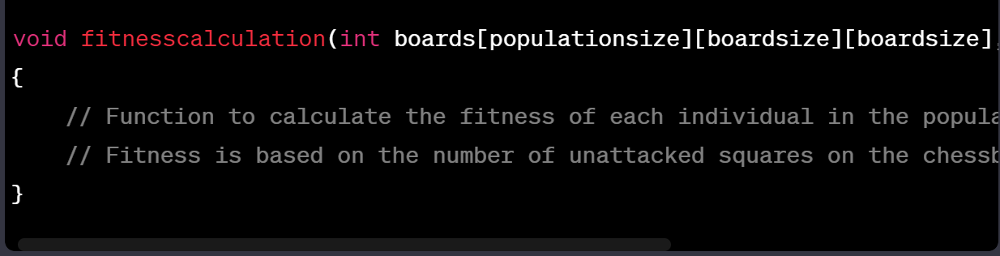 void fitnesscalculation(int boards[populationsize][boardsize][boardsize],
{
// Function to calculate the fitness of each individual in the popula
// Fitness is based on the number of unattacked squares on the chessb
}